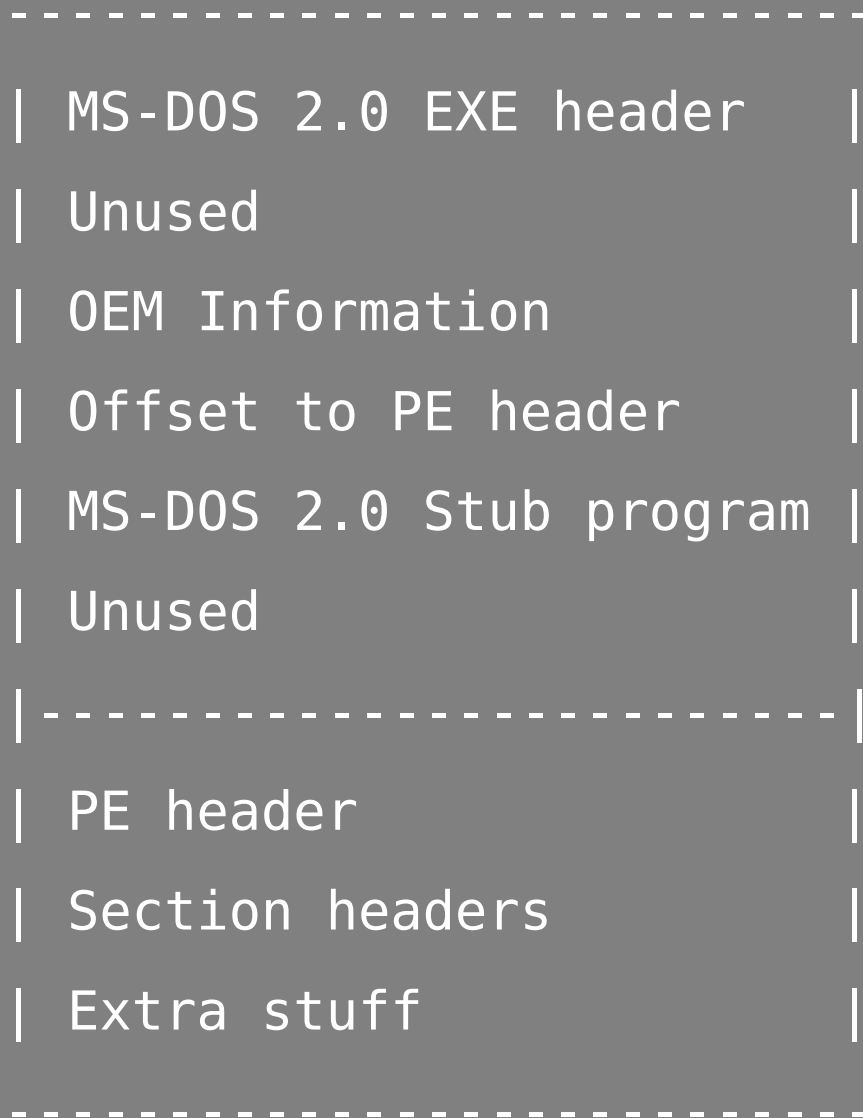 ---------------------------
| MS-DOS 2.0 EXE header   |
| Unused                  |
| OEM Information         |
| Offset to PE header     |
| MS-DOS 2.0 Stub program |
| Unused                  |
|-------------------------|
| PE header               |
| Section headers         |
| Extra stuff             |
---------------------------